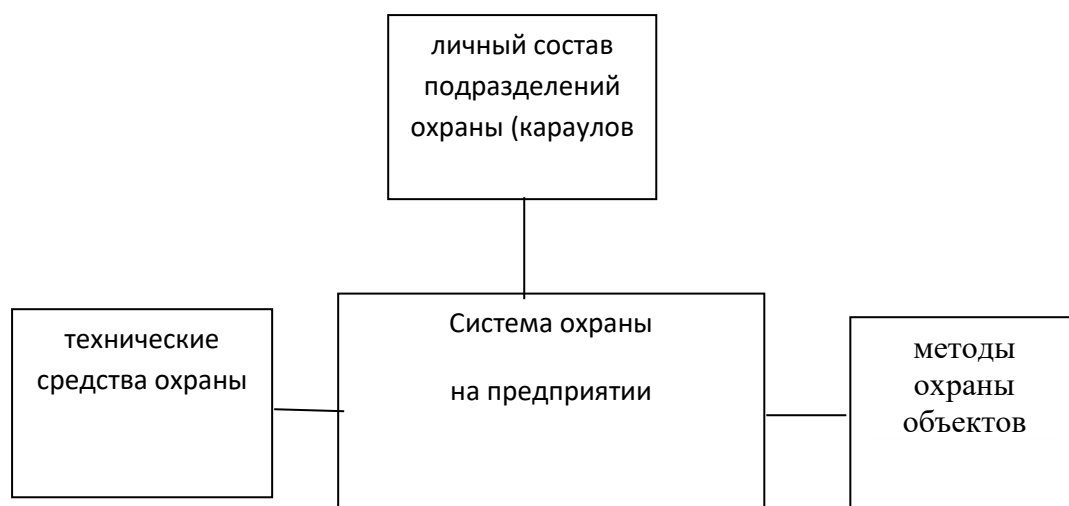 личный состав
подразделений
охраны (караулов
технические
средства охраны
Система охраны
на предприятии
методы
охраны
объектов